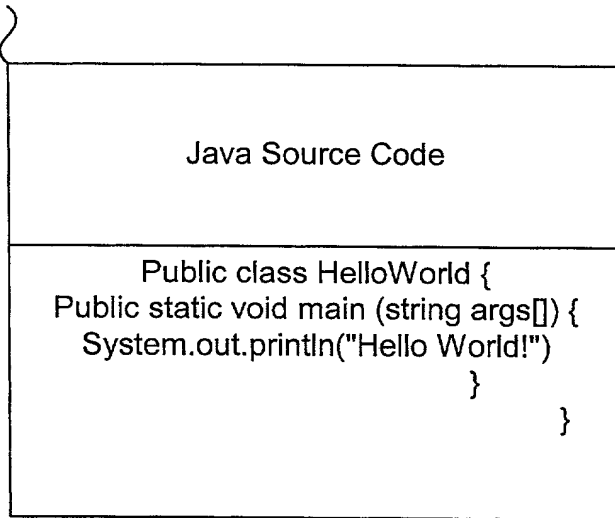 Java Source Code
Public class HelloWorld {
Public static void main (string args[]) {
System.out.println("Hello World!")
}
}